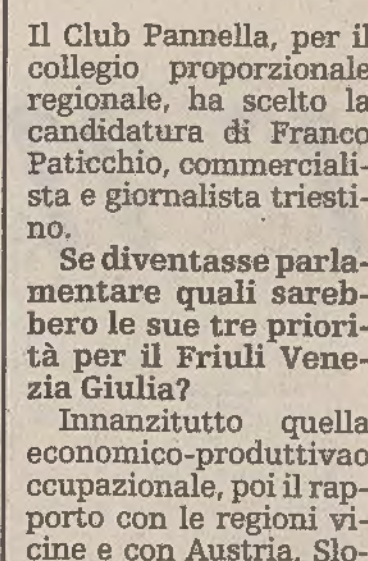 Il Club Pannella, per il
collegio proporzionale
regionale, ha scelto la
candidatura di Franco
Paticchio, commerciali-
sta e giornalista triesti-
no.
Se diventasse parla-
mentare quali sareb-
bero le sue tre priori-
tà per il Friuli Vene-
zia Giulia?
Innanzitutto quella
economico-produttivao
ccupazionale, poi il rap-
porto con le regioni vi-
cine e con Austria, Slo-